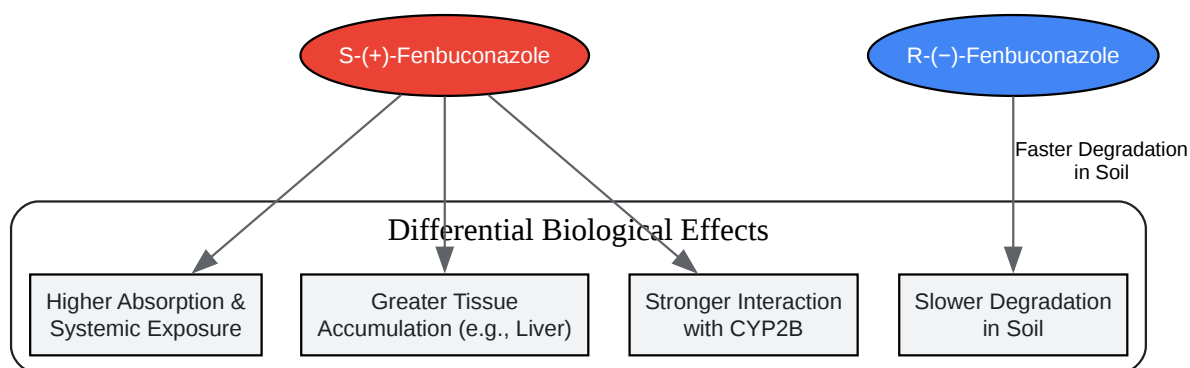 S-(+)-Fenbuconazole
R-(−)-Fenbuconazole
Faster Degradation
in Soil
Differential Biological Effects
Higher Absorption &
Systemic Exposure
Greater Tissue
Accumulation (e.g., Liver)
Stronger Interaction
with CYP2B
Slower Degradation
in Soil